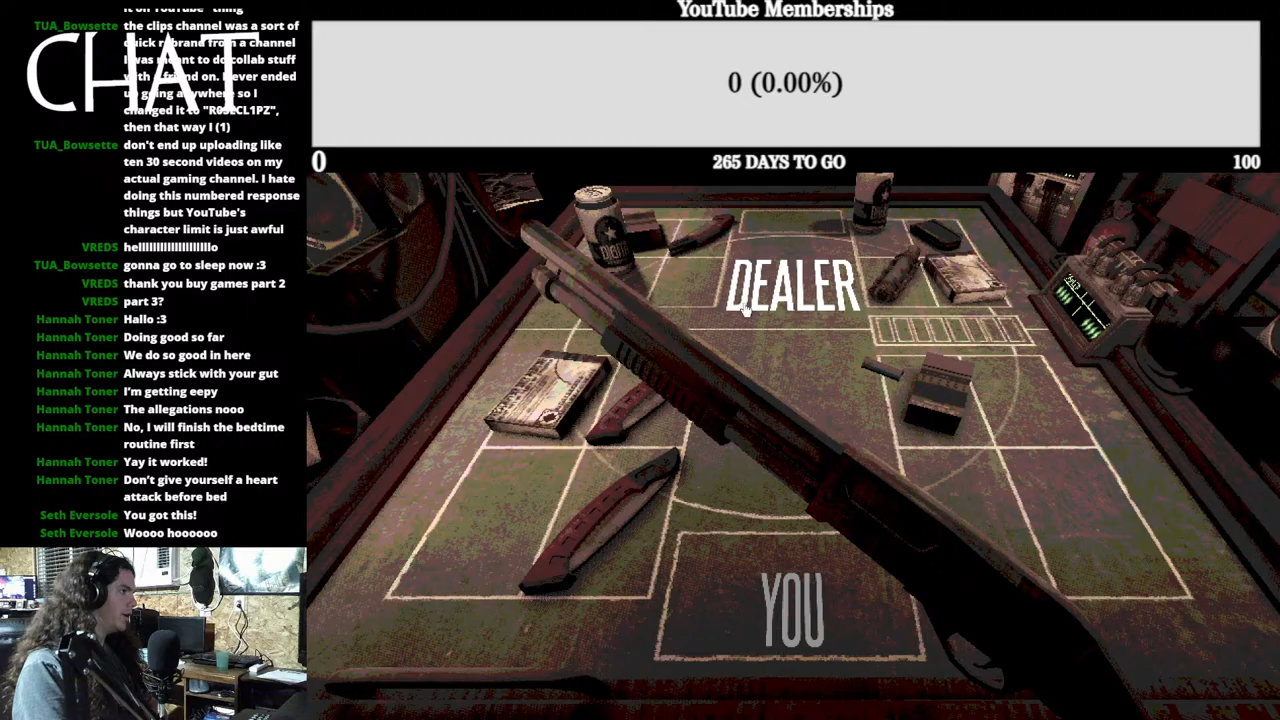 it on YouTube" thing
TUA_Bowsette the clips channel was a sort of
quick rebrand from a channel
I was meant to do collab stuff
with a friend on. Never ended
up going anywhere so I
changed it to "R0SECL1PZ",
then that way I (1)
TUA_Bowsette don't end up uploading like
ten 30 second videos on my
actual gaming channel. I hate
doing this numbered response
things but YouTube's
character limit is just awful
VREDS hellllllllllllllllllllo
TUA_Bowsette gonna go to sleep now :3
VREDS thank you buy games part 2
VREDS part 3?
Hannah Toner Hallo :3
Hannah Toner Doing good so far
Hannah Toner We do so good in here
Hannah Toner Always stick with your gut
Hannah Toner I'm getting eepy
Hannah Toner The allegations nooo
Hannah Toner No, I will finish the bedtime
routine first
Hannah Toner Yay it worked!
Hannah Toner Don't give yourself a heart
attack before bed
Seth Eversole You got this!
Seth Eversole Woooo hoooooo
CHAT
YouTube Memberships
0 (0.00%)
0
265 DAYS TO GO
100
DEALER
YOU